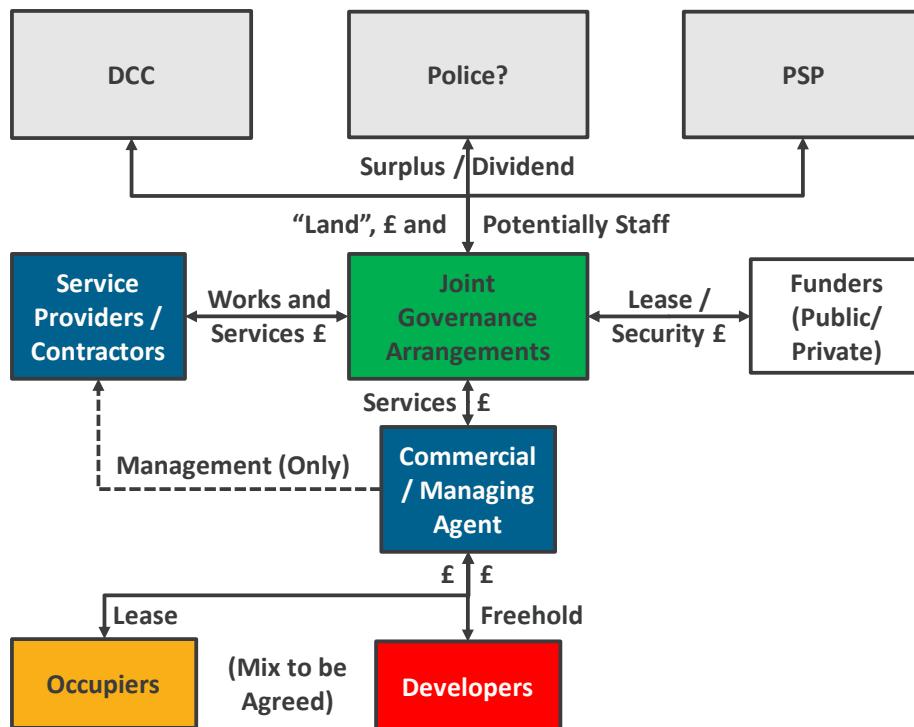 DCC
Police?
PSP
Surplus / Dividend
“Land”, £ and Potentially Staff
Service
Providers /
Contractors
Works and
Services £
Joint
Governance
Arrangements
Lease /
Security £
Funders
(Public/
Private)
Services £
Management (Only)
Commercial
/ Managing
Agent
£ £
Lease
Freehold
Occupiers
(Mix to be
Agreed)
Developers